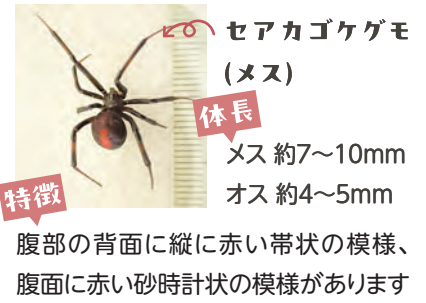 セアカゴケグモ
(メス)
体長
メス 約7～10mm
オス 約4～5mm
特徴
腹部の背面に縦に赤い帯状の模様、
腹面に赤い砂時計状の模様があります